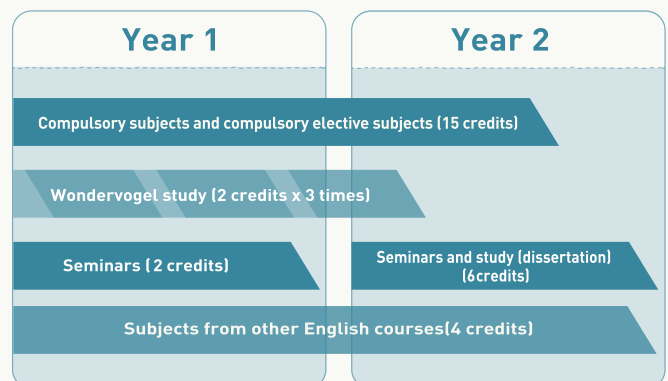 Year 1
Year 2
Compulsory subjects and compulsory elective subjects (15 credits)
Wondervogel study (2 credits x 3 times)
Seminars ( 2 credits)
Seminars and study (dissertation)
(6credits)
Subjects from other English courses(4 credits)